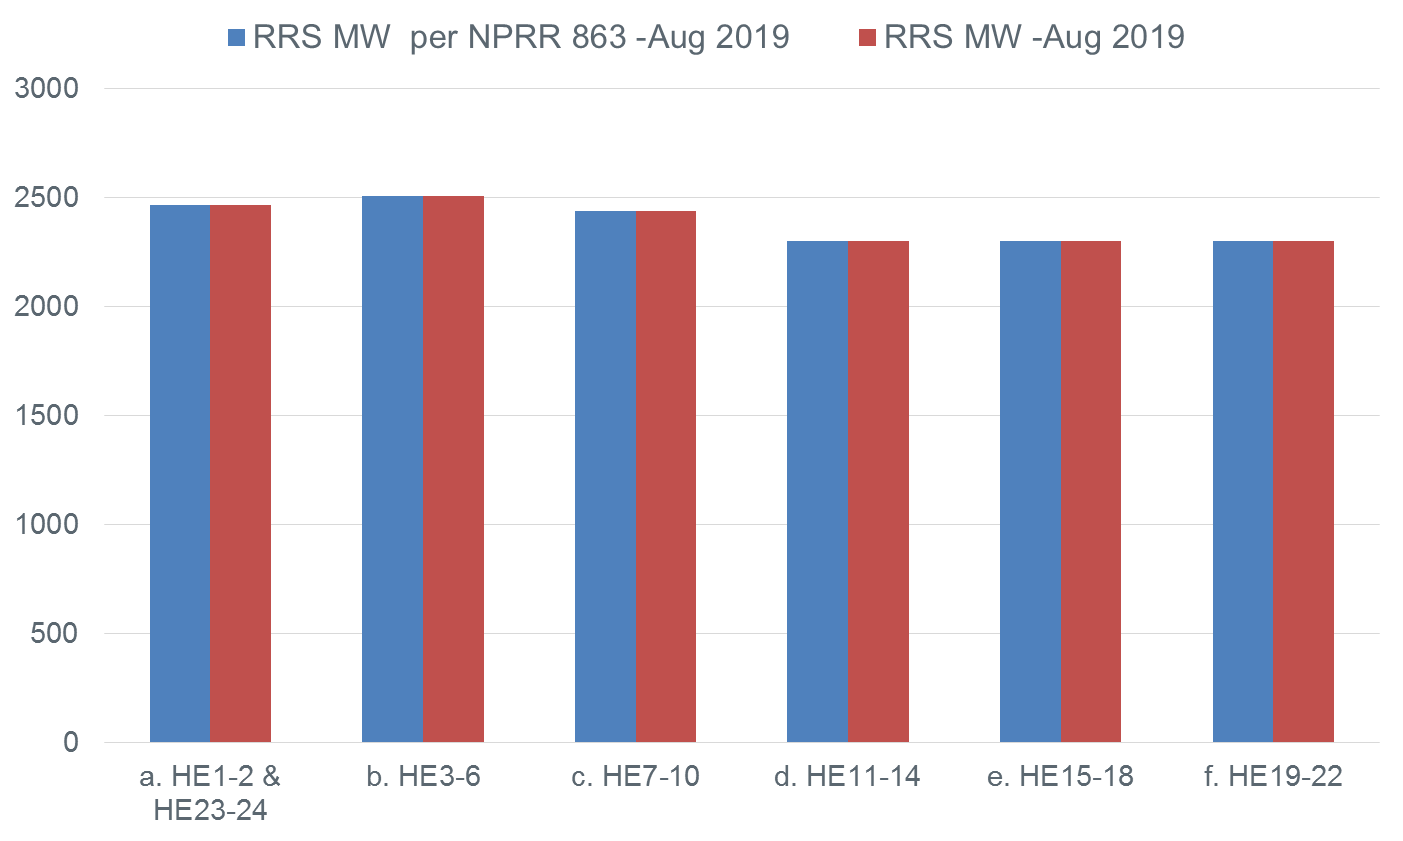 RRS MW  per NPRR 863 -Aug 2019 RRS MW -Aug 2019
3000
2500
2000
1500
1000
500
0
a. HE1-2 & HE23-24
b. HE3-6
c. HE7-10
d. HE11-14
e. HE15-18
f. HE19-22